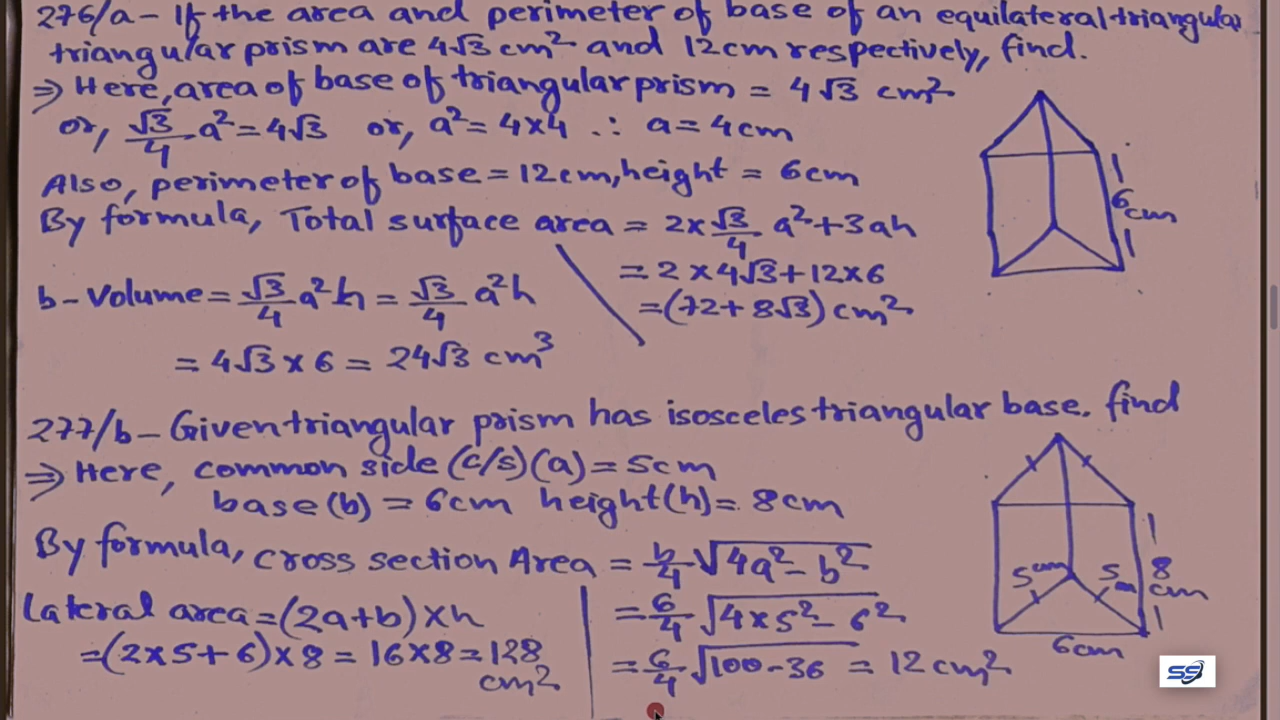 276/a- If the area and perimeter of base of an equilateral triangular
triangular prism are 4√3 cm² and 12cm respectively, find.
⇒ Here, area of base of triangular prism = 4√3 cm²
or, √3/4 a² = 4√3 or, a² = 4×4 ∴ a = 4cm
Also, perimeter of base = 12cm, height = 6cm
By formula, Total surface area = 2×√3/4 a² + 3ah
= 2×4√3+12×6
= (72+8√3) cm²
b- Volume = √3/4 a²h = √3/4 a²h
= 4√3×6 = 24√3 cm³
6cm
277/b- Given triangular prism has isosceles triangular base. find
⇒ Here, common side (c/s)(a) = 5cm
base(b) = 6cm height(h) = 8cm
By formula, cross section Area = b/4 √4a²-b²
= 6/4 √4×5²-6²
= 6/4 √100-36 = 12cm²
Lateral area = (2a+b)×h
= (2×5+6)×8 = 16×8 = 128
cm²
5cm
5
8
cm
6cm
SS